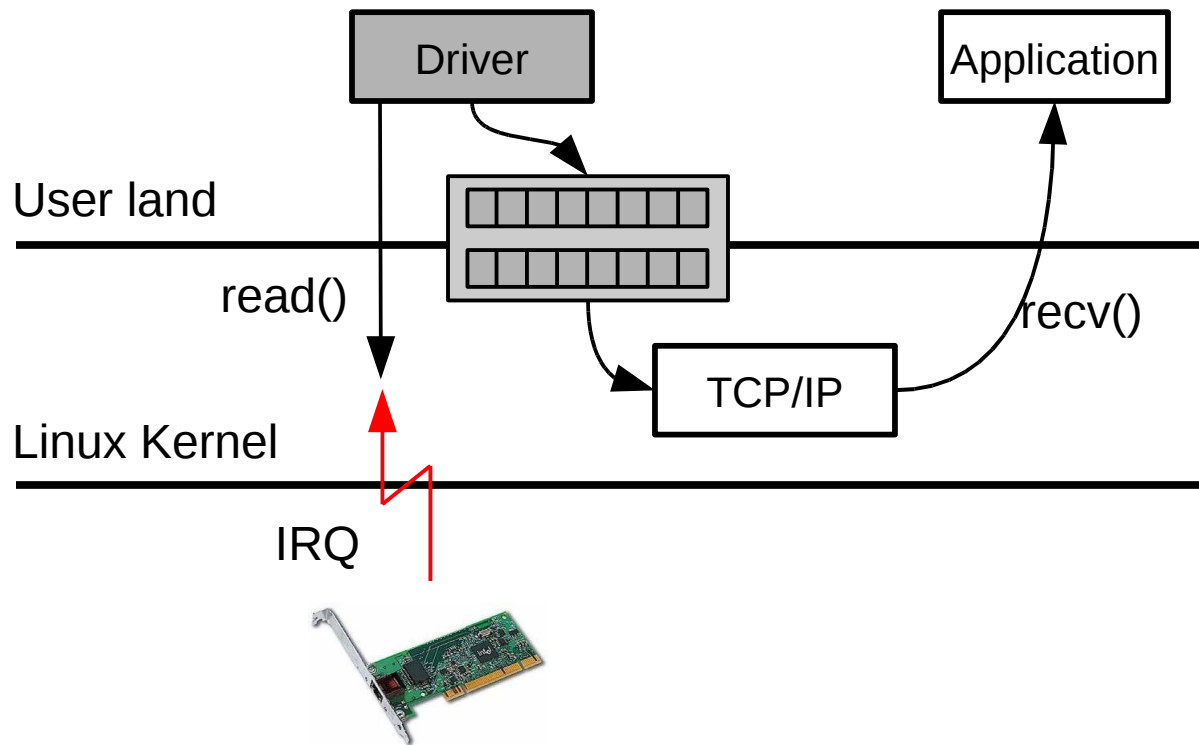 Driver
Application
User land
read()
recv()
TCP/IP
Linux Kernel
IRQ